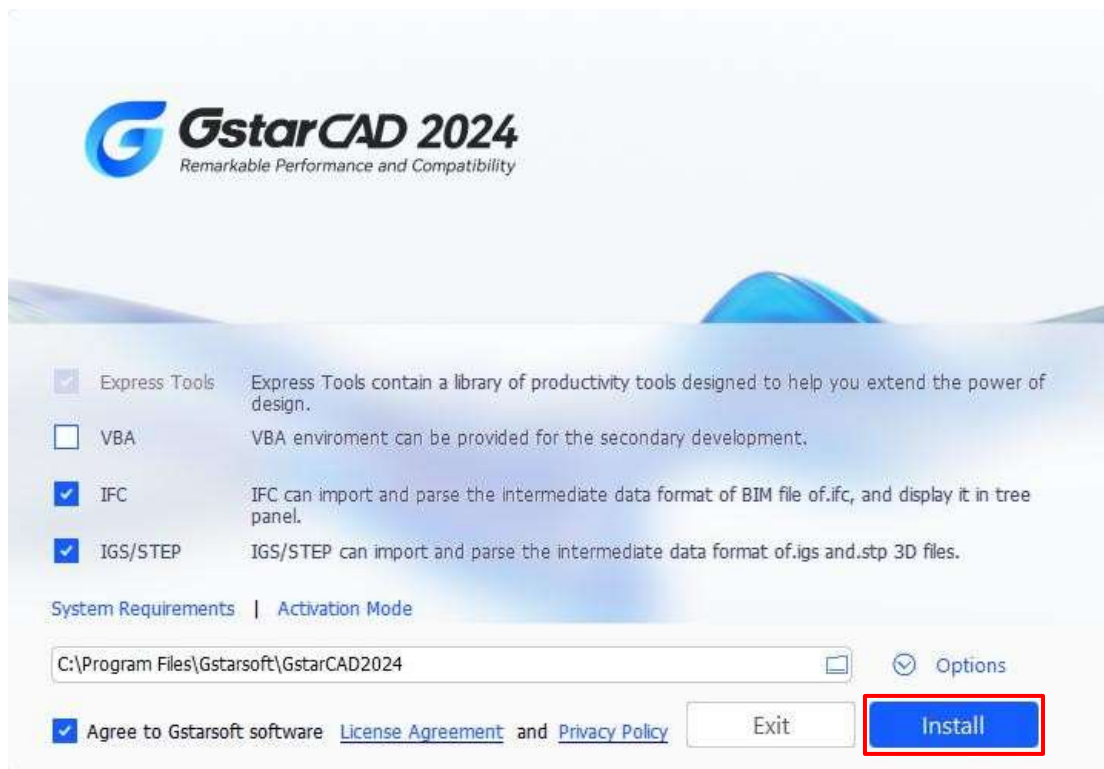 GstarCAD 2024
Remarkable Performance and Compatibility
Express Tools Express Tools contain a library of productivity tools designed to help you extend the power of
design.
VBA VBA enviroment can be provided for the secondary development.
IFC IFC can import and parse the intermediate data format of BIM file of.ifc, and display it in tree
panel.
IGS/STEP IGS/STEP can import and parse the intermediate data format of.igs and.stp 3D files.
System Requirements | Activation Mode
C:\Program Files\Gstarsoft\GstarCAD2024 Options
Agree to Gstarsoft software License Agreement and Privacy Policy Exit Install